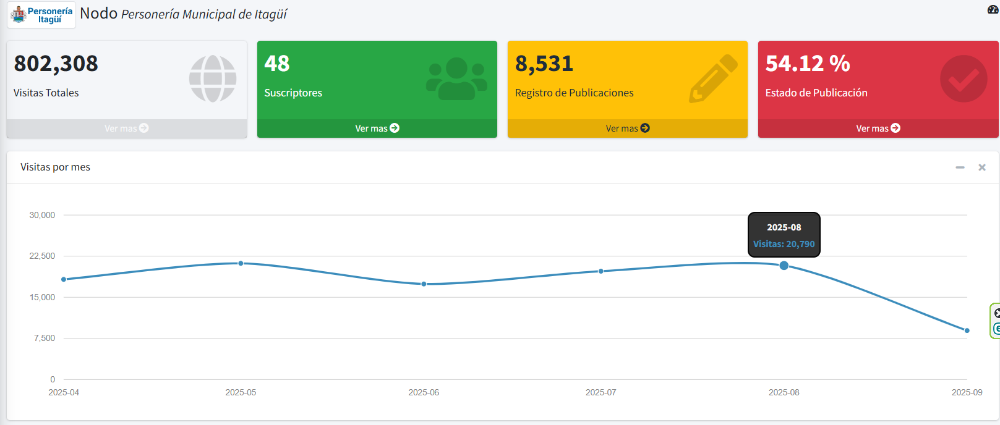 Personería
Itagüí
Nodo Personería Municipal de Itagüí
802,308
Visitas Totales
Ver mas
48
Suscriptores
Ver mas
8,531
Registro de Publicaciones
Ver mas
54.12 %
Estado de Publicación
Ver mas
Visitas por mes
30,000
22,500
15,000
7,500
0
2025-08
Visitas: 20,790
2025-04
2025-05
2025-06
2025-07
2025-08
2025-09